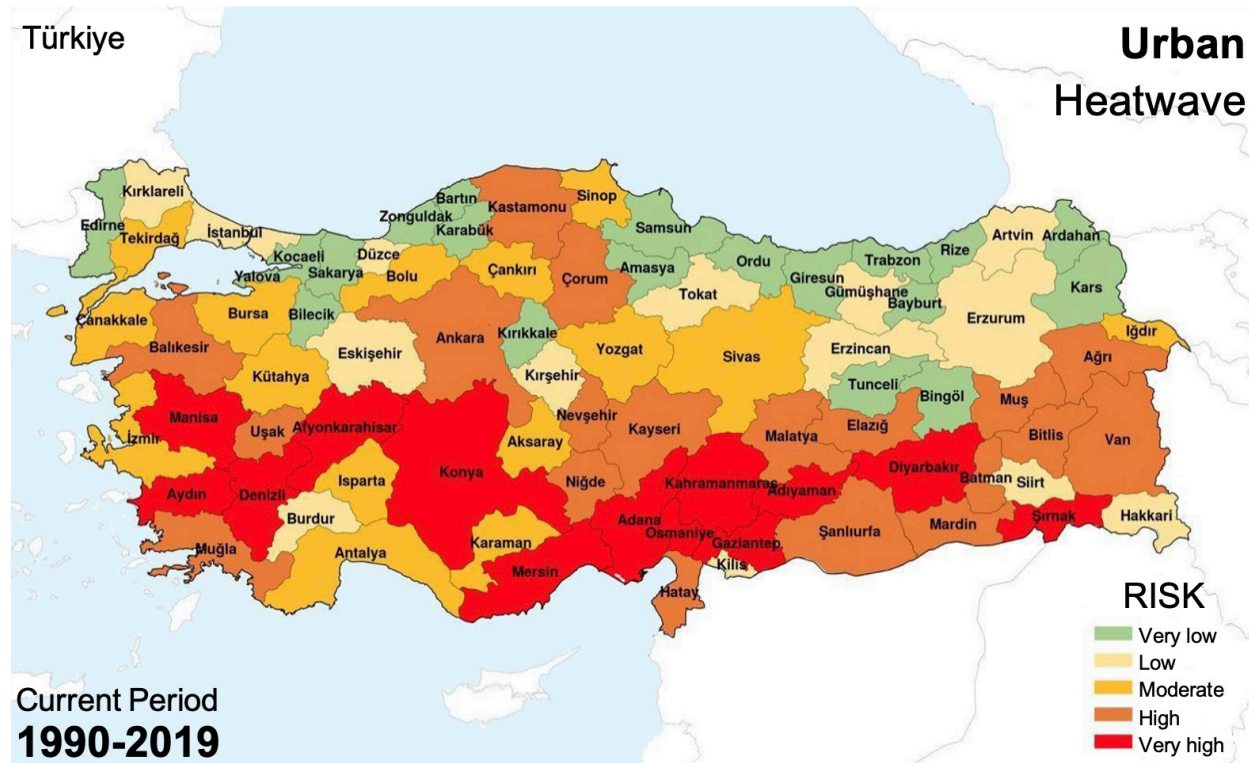 Türkiye
Urban
Heatwave
Kırklareli
Edirne
Tekirdağ
İstanbul
Kocaeli
Yalova
Sakarya
Düzce
Bolu
Zonguldak
Bartın
Karabük
Kastamonu
Sinop
Çankırı
Çorum
Samsun
Amasya
Tokat
Ordu
Giresun
Gümüşhane
Trabzon
Bayburt
Rize
Artvin
Ardahan
Kars
Iğdır
Erzurum
Erzincan
Çanakkale
Balıkesir
Bursa
Bilecik
Kütahya
Eskişehir
Ankara
Kırıkkale
Kırşehir
Yozgat
Sivas
Tunceli
Bingöl
Muş
Ağrı
Manisa
İzmir
Uşak
Afyonkarahisar
Konya
Aksaray
Nevşehir
Kayseri
Malatya
Elazığ
Bitlis
Van
Aydın
Denizli
Isparta
Burdur
Niğde
Kahramanmaraş
Adıyaman
Diyarbakır
Batman
Siirt
Şırnak
Hakkari
Muğla
Antalya
Karaman
Mersin
Adana
Osmaniye
Gaziantep
Kilis
Hatay
Şanlıurfa
Mardin
RISK
Very low
Low
Moderate
High
Very high
Current Period
1990-2019